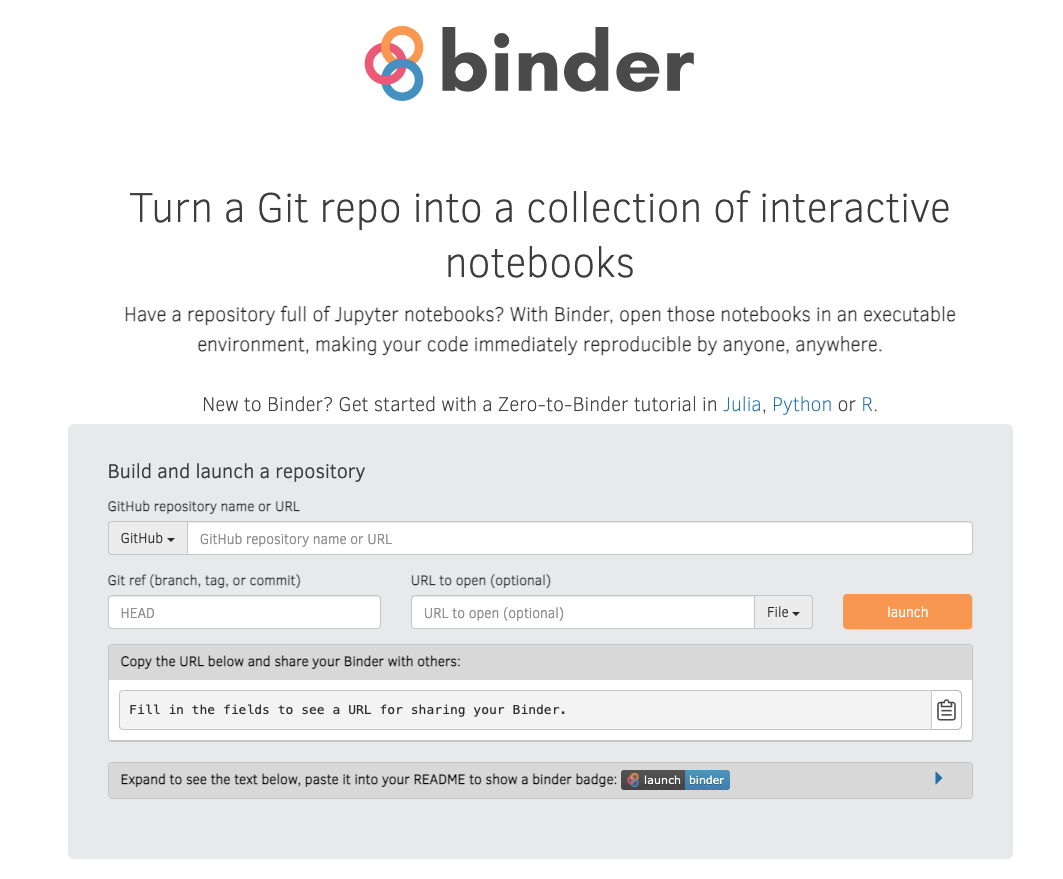 binder
Turn a Git repo into a collection of interactive
notebooks
Have a repository full of Jupyter notebooks? With Binder, open those notebooks in an executable
environment, making your code immediately reproducible by anyone, anywhere.
New to Binder? Get started with a Zero-to-Binder tutorial in Julia, Python or R.
Build and launch a repository
GitHub repository name or URL
GitHub GitHub repository name or URL
Git ref (branch, tag, or commit) URL to open (optional)
HEAD URL to open (optional) File launch
Copy the URL below and share your Binder with others:
Fill in the fields to see a URL for sharing your Binder.
Expand to see the text below, paste it into your README to show a binder badge: launch binder